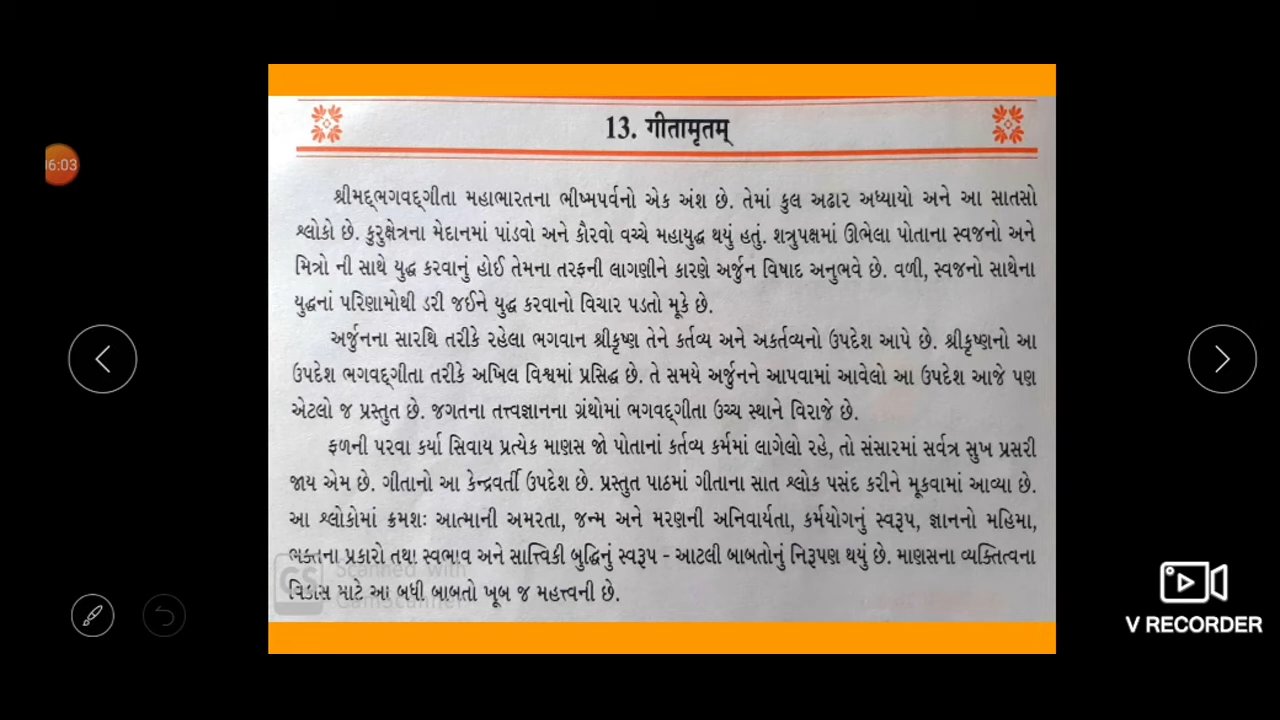 13. गीतामृतम्
6:03
શ્રીમદ્ભગવદ્ગીતા મહાભારતના ભીષ્મપર્વનો એક અંશ છે. તેમાં કુલ અઢાર અધ્યાયો અને આ સાતસો
શ્લોકો છે. કુરુક્ષેત્રના મેદાનમાં પાંડવો અને કૌરવો વચ્ચે મહાયુદ્ધ થયું હતું. શત્રુપક્ષમાં ઊભેલા પોતાના સ્વજનો અને
મિત્રો ની સાથે યુદ્ધ કરવાનું હોઈ તેમના તરફની લાગણીને કારણે અર્જુન વિષાદ અનુભવે છે. વળી, સ્વજનો સાથેના
યુદ્ધનાં પરિણામોથી ડરી જઈને યુદ્ધ કરવાનો વિચાર પડતો મૂકે છે.
અર્જુનના સારથિ તરીકે રહેલા ભગવાન શ્રીકૃષ્ણ તેને કર્તવ્ય અને અકર્તવ્યનો ઉપદેશ આપે છે. શ્રીકૃષ્ણનો આ
ઉપદેશ ભગવદ્ગીતા તરીકે અખિલ વિશ્વમાં પ્રસિદ્ધ છે. તે સમયે અર્જુનને આપવામાં આવેલો આ ઉપદેશ આજે પણ
એટલો જ પ્રસ્તુત છે. જગતના તત્ત્વજ્ઞાનના ગ્રંથોમાં ભગવદ્ગીતા ઉચ્ચ સ્થાને વિરાજે છે.
ફળની પરવા કર્યા સિવાય પ્રત્યેક માણસ જો પોતાનાં કર્તવ્ય કર્મમાં લાગેલો રહે, તો સંસારમાં સર્વત્ર સુખ પ્રસરી
જાય એમ છે. ગીતાનો આ કેન્દ્રવર્તી ઉપદેશ છે. પ્રસ્તુત પાઠમાં ગીતાના સાત શ્લોક પસંદ કરીને મૂકવામાં આવ્યા છે.
આ શ્લોકોમાં ક્રમશઃ આત્માની અમરતા, જન્મ અને મરણની અનિવાર્યતા, કર્મયોગનું સ્વરૂપ, જ્ઞાનનો મહિમા,
ભક્તના પ્રકારો તથા સ્વભાવ અને સાત્ત્વિકી બુદ્ધિનું સ્વરૂપ - આટલી બાબતોનું નિરૂપણ થયું છે. માણસના વ્યક્તિત્વના
વિકાસ માટે આ બધી બાબતો ખૂબ જ મહત્ત્વની છે.
CS Scanned with
CamScanner
V RECORDER